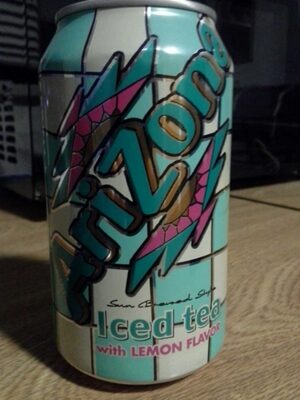 AriZona
Sun Brewed Style
Iced tea
with LEMON FLAVOR